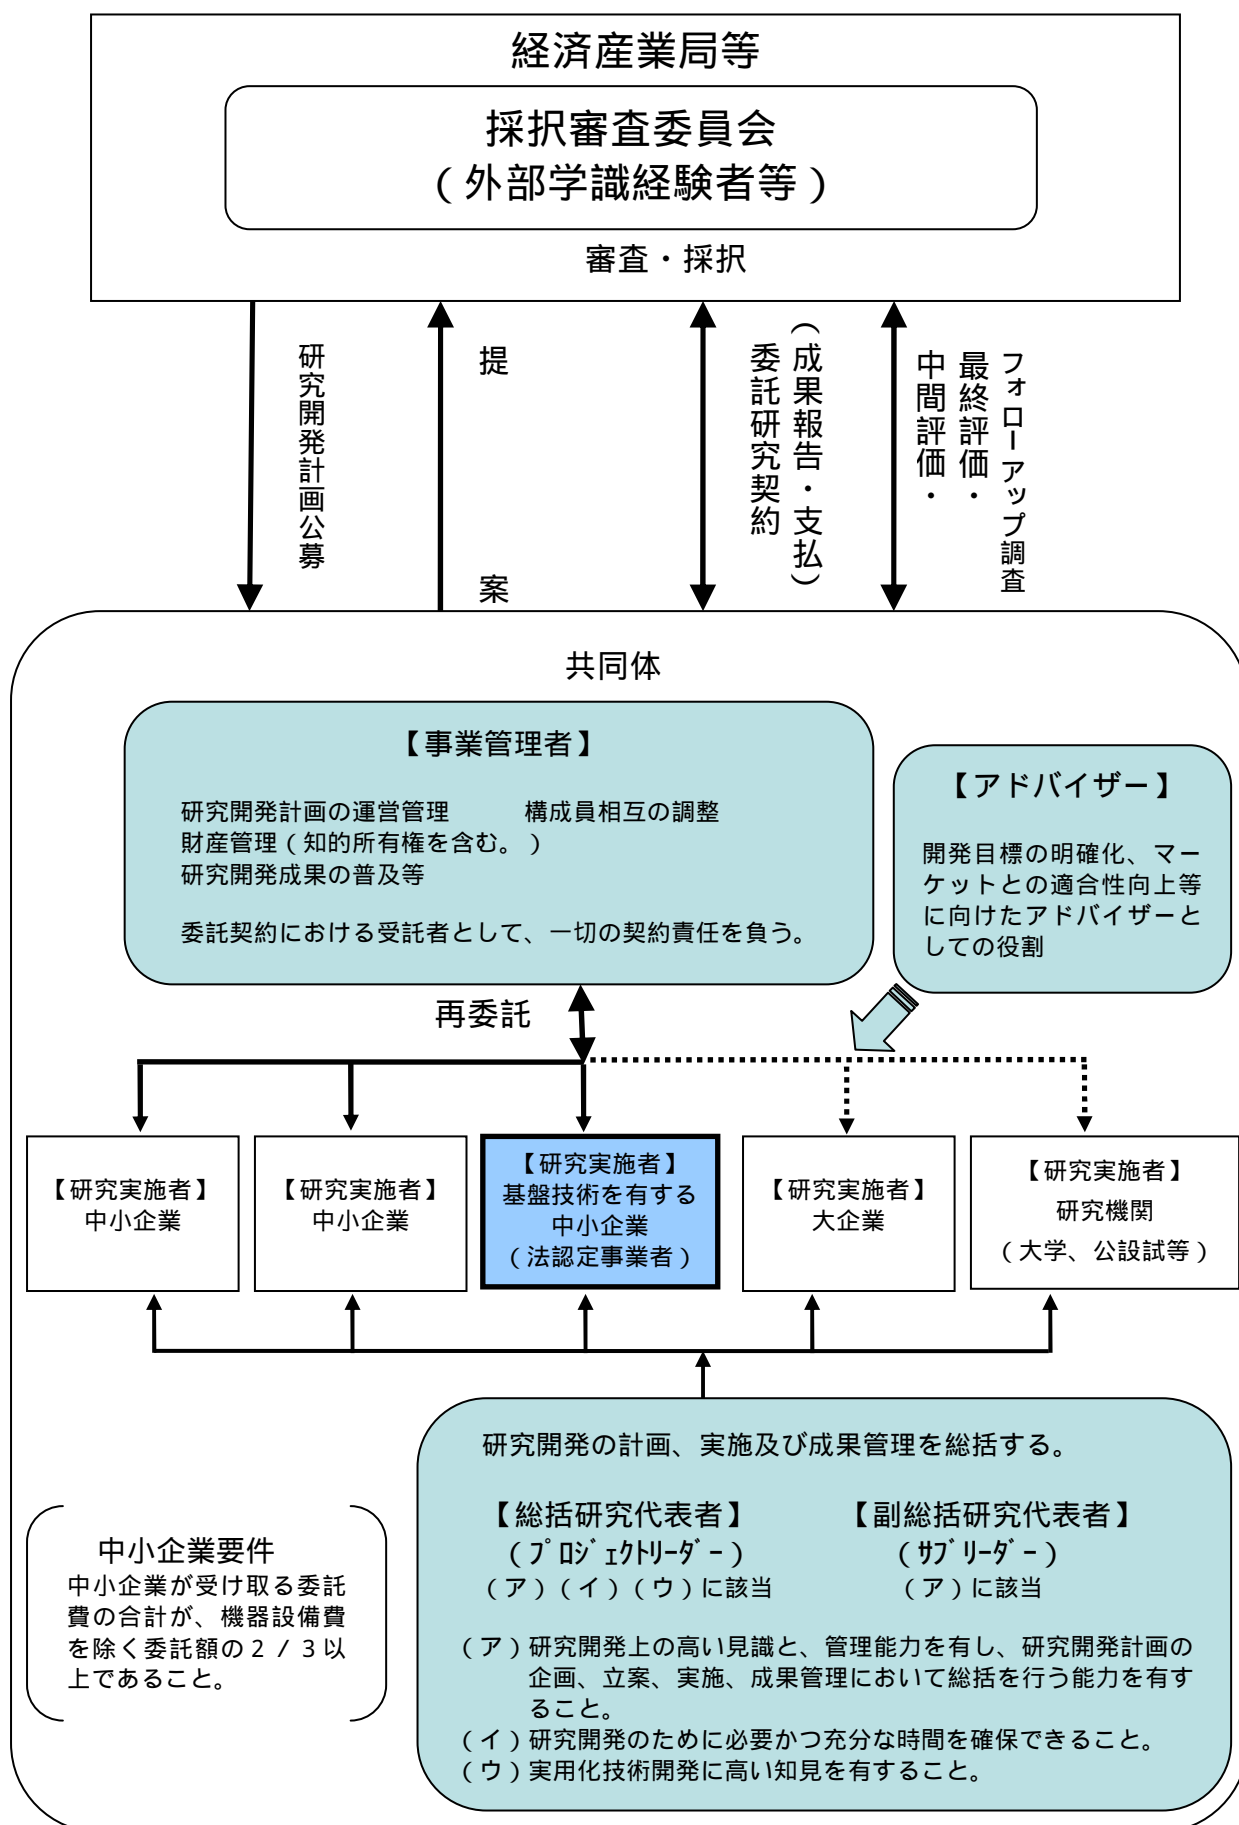 経済産業局等
採択審査委員会
（外部学識経験者等）
審査・採択
研究開発計画公募
提　　案
委託研究契約
（成果報告・支払）
中間評価・
最終評価・
フォローアップ調査
共同体
【事業管理者】
研究開発計画の運営管理　　　構成員相互の調整
財産管理（知的所有権を含む。）
研究開発成果の普及等
委託契約における受託者として、一切の契約責任を負う。
【アドバイザー】
開発目標の明確化、マー
ケットとの適合性向上等
に向けたアドバイザーと
しての役割
再委託
【研究実施者】
中小企業
【研究実施者】
中小企業
【研究実施者】
基盤技術を有する
中小企業
（法認定事業者）
【研究実施者】
大企業
【研究実施者】
研究機関
（大学、公設試等）
研究開発の計画、実施及び成果管理を総括する。
【総括研究代表者】
（ﾌﾟﾛｼﾞｪｸﾄﾘｰﾀﾞｰ）
（ア）（イ）（ウ）に該当
【副総括研究代表者】
（ｻﾌﾞﾘｰﾀﾞｰ）
（ア）に該当
（ア）研究開発上の高い見識と、管理能力を有し、研究開発計画の
企画、立案、実施、成果管理において総括を行う能力を有す
ること。
（イ）研究開発のために必要かつ充分な時間を確保できること。
（ウ）実用化技術開発に高い知見を有すること。
中小企業要件
中小企業が受け取る委託
費の合計が、機器設備費
を除く委託額の２／３以
上であること。